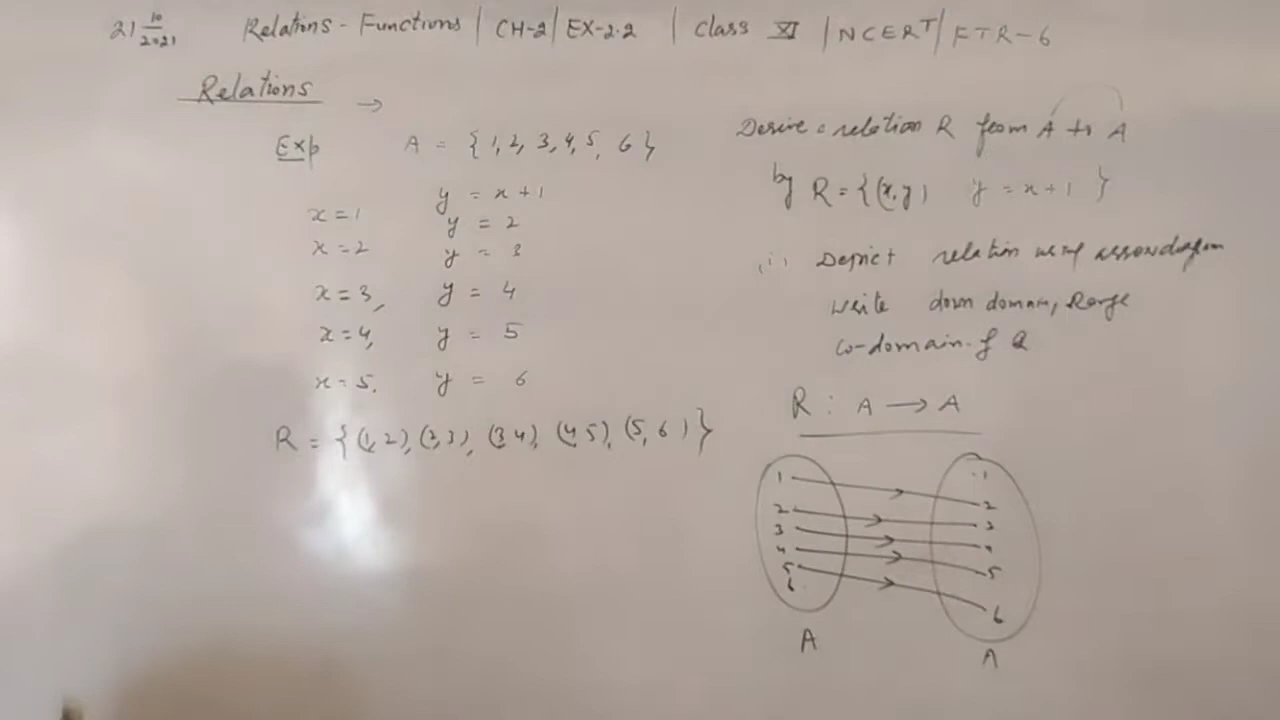 21 10/2021 Relations - Functions | CH-2 | EX-2.2 | Class XI | NCERT | FTR-6
Relations →
Exp A = { 1, 2, 3, 4, 5, 6 }
y = x + 1
x = 1 y = 2
x = 2 y = 3
x = 3, y = 4
x = 4, y = 5
x = 5. y = 6
R = { (1, 2), (2, 3), (3 4), (4, 5), (5, 6) }
Derive a relation R from A to A
by R = { (x, y) y = x + 1 }
(i) Depict relation using arrow diagram
write down domain, Range
co-domain. of R
R : A → A
1 1
2 2
3 3
4 4
5 5
6 6
A A